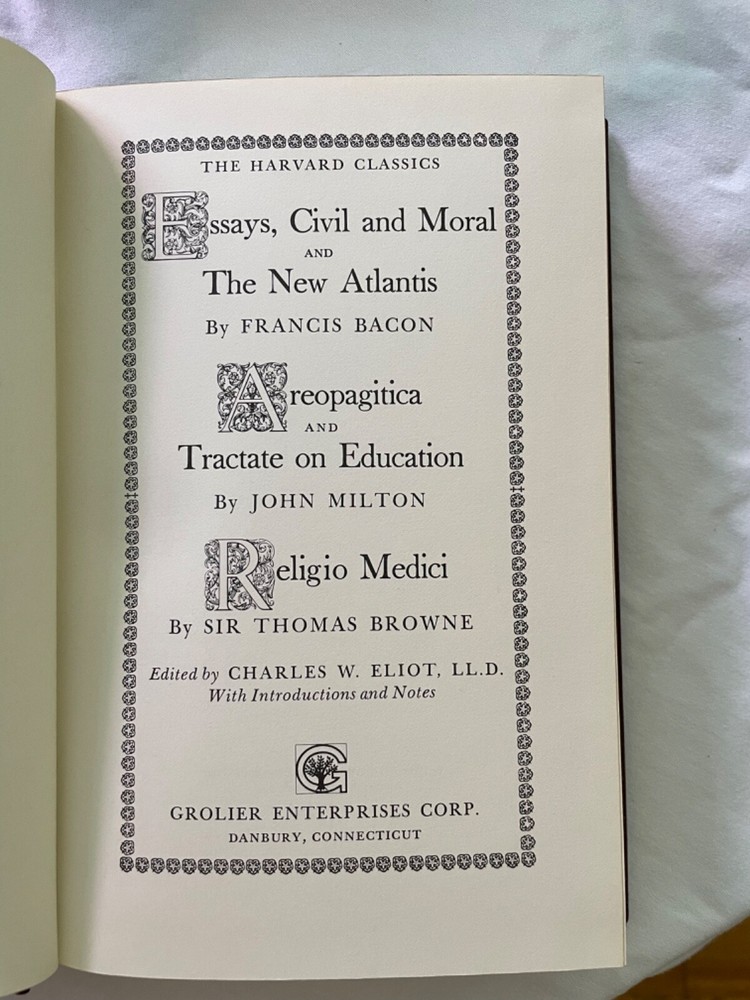 THE HARVARD CLASSICS
Essays, Civil and Moral
AND
The New Atlantis
By FRANCIS BACON
Areopagitica
AND
Tractate on Education
By JOHN MILTON
Religio Medici
By SIR THOMAS BROWNE
Edited by CHARLES W. ELIOT, LL.D.
With Introductions and Notes
G
GROLIER ENTERPRISES CORP.
DANBURY, CONNECTICUT